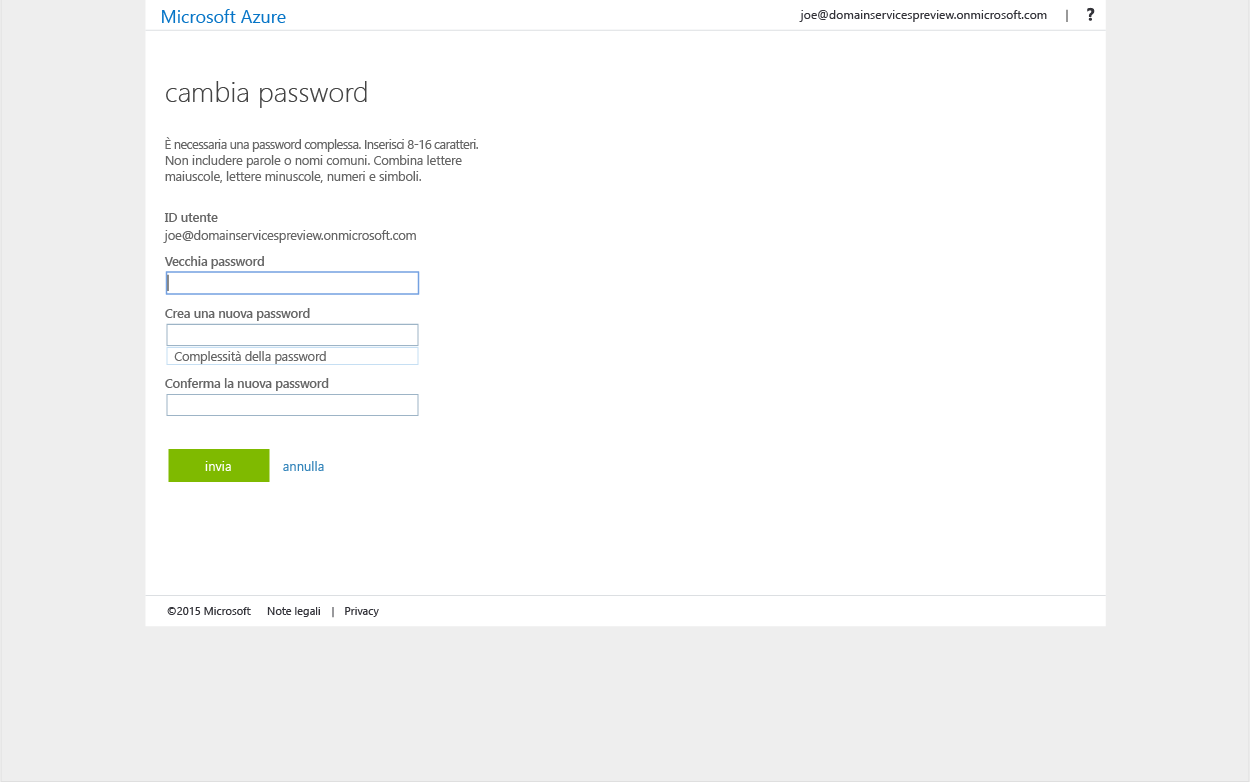 Microsoft Azure
joe@domainservicespreview.onmicrosoft.com | ?
cambia password
È necessaria una password complessa. Inserisci 8-16 caratteri.
Non includere parole o nomi comuni. Combina lettere
maiuscole, lettere minuscole, numeri e simboli.
ID utente
joe@domainservicespreview.onmicrosoft.com
Vecchia password
Crea una nuova password
Complessità della password
Conferma la nuova password
invia annulla
©2015 Microsoft Note legali | Privacy